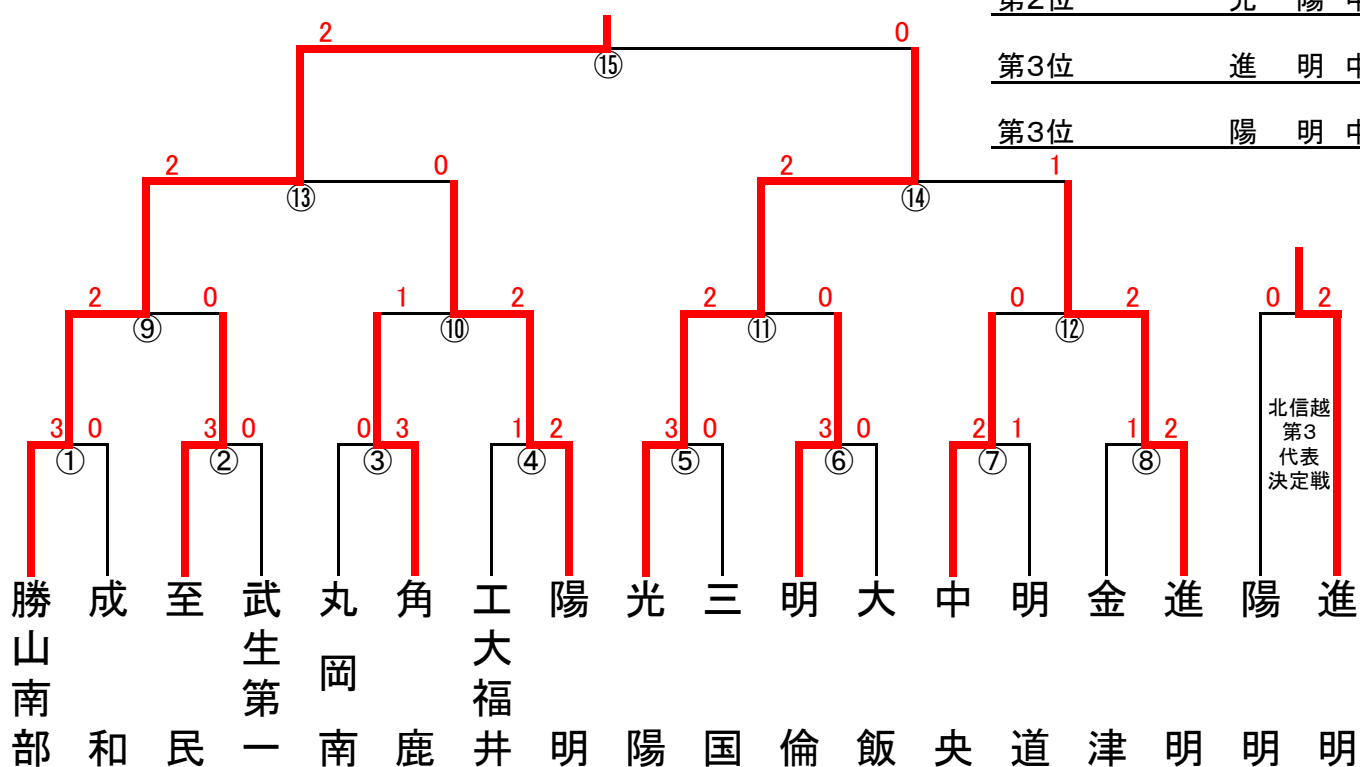 第2位 光 陽 中
2 0
⑮
第3位 進 明 中
第3位 陽 明 中
2 0 2 1
⑬ ⑭
2 0 1 2 2 0 0 2 0 2
⑨ ⑩ ⑪ ⑫
北信越
第3
代表
決定戦
3 0 3 0 0 3 1 2 3 0 3 0 2 1 1 2
① ② ③ ④ ⑤ ⑥ ⑦ ⑧
勝山南部
成和
至民
武生第一
丸岡南
角鹿
工大福井
陽明
光陽
三国
明倫
大飯
中央
明道
金津
進明
陽明
進明